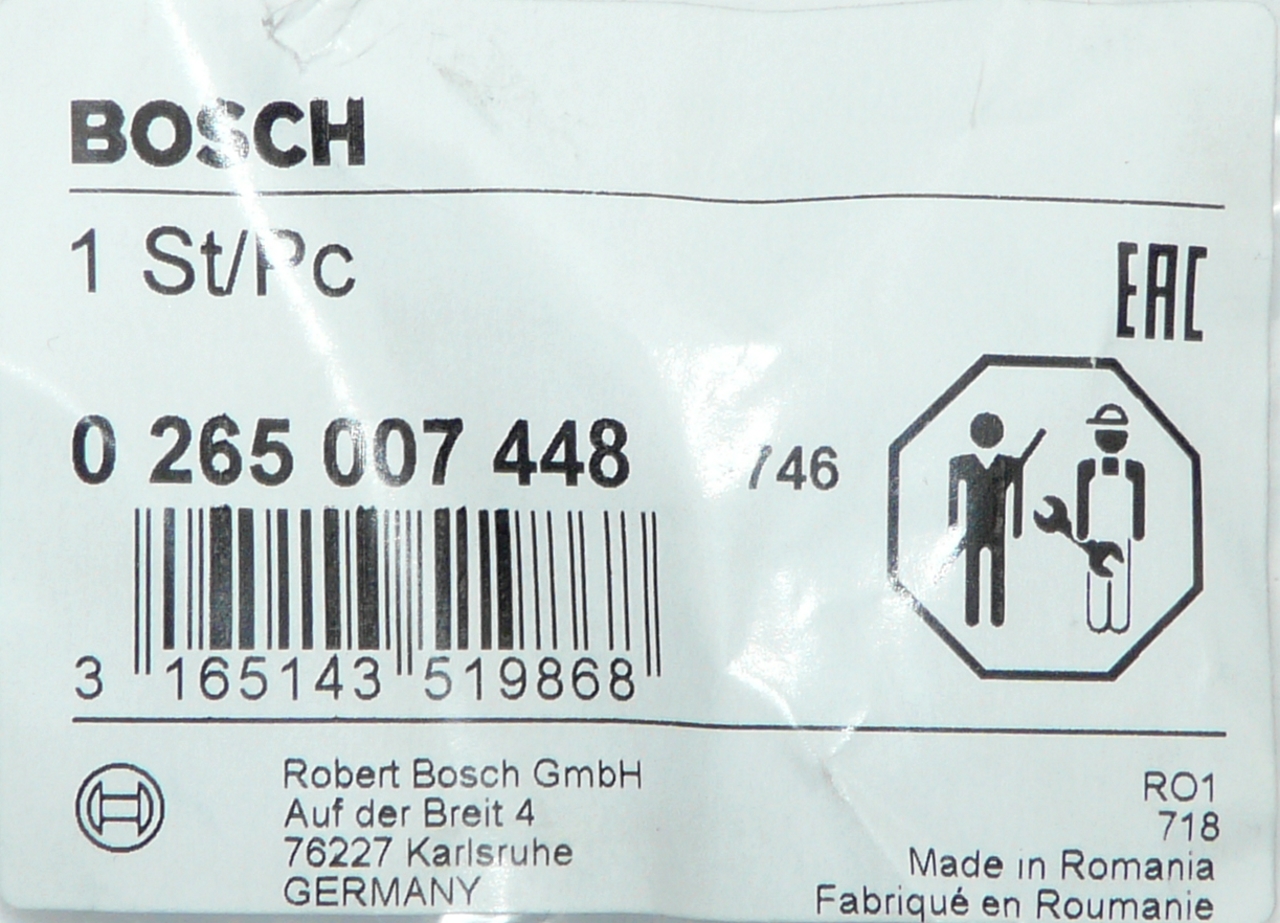 BOSCH
1 St/Pc
EAC
0 265 007 448
746
3 165143 519868
Robert Bosch GmbH
Auf der Breit 4
76227 Karlsruhe
GERMANY
RO1
718
Made in Romania
Fabriqué en Roumanie